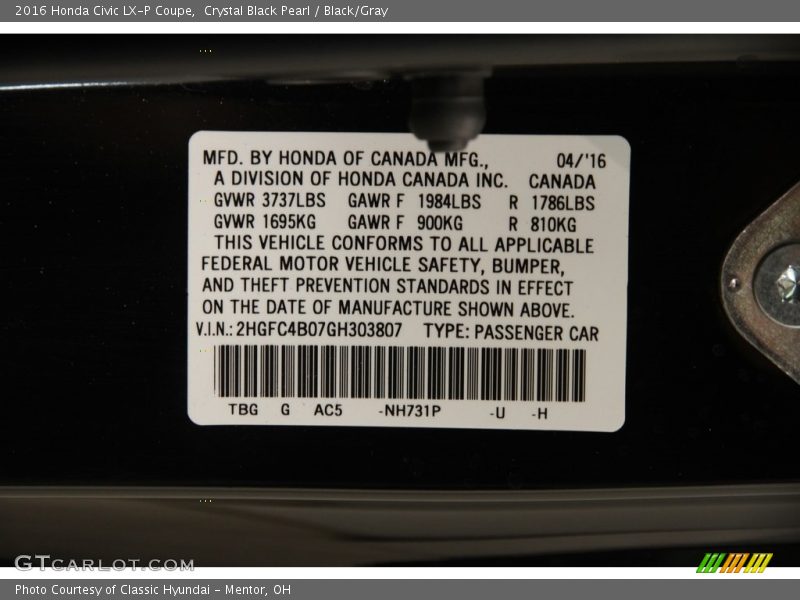 2016 Honda Civic LX-P Coupe,  Crystal Black Pearl / Black/Gray
MFD. BY HONDA OF CANADA MFG., 04/'16
A DIVISION OF HONDA CANADA INC. CANADA
GVWR 3737LBS GAWR F 1984LBS R 1786LBS
GVWR 1695KG GAWR F 900KG R 810KG
THIS VEHICLE CONFORMS TO ALL APPLICABLE
FEDERAL MOTOR VEHICLE SAFETY, BUMPER,
AND THEFT PREVENTION STANDARDS IN EFFECT
ON THE DATE OF MANUFACTURE SHOWN ABOVE.
V.I.N.: 2HGFC4B07GH303807 TYPE: PASSENGER CAR
TBG G AC5 -NH731P -U -H
GTCARLOT.COM
Photo Courtesy of Classic Hyundai - Mentor, OH